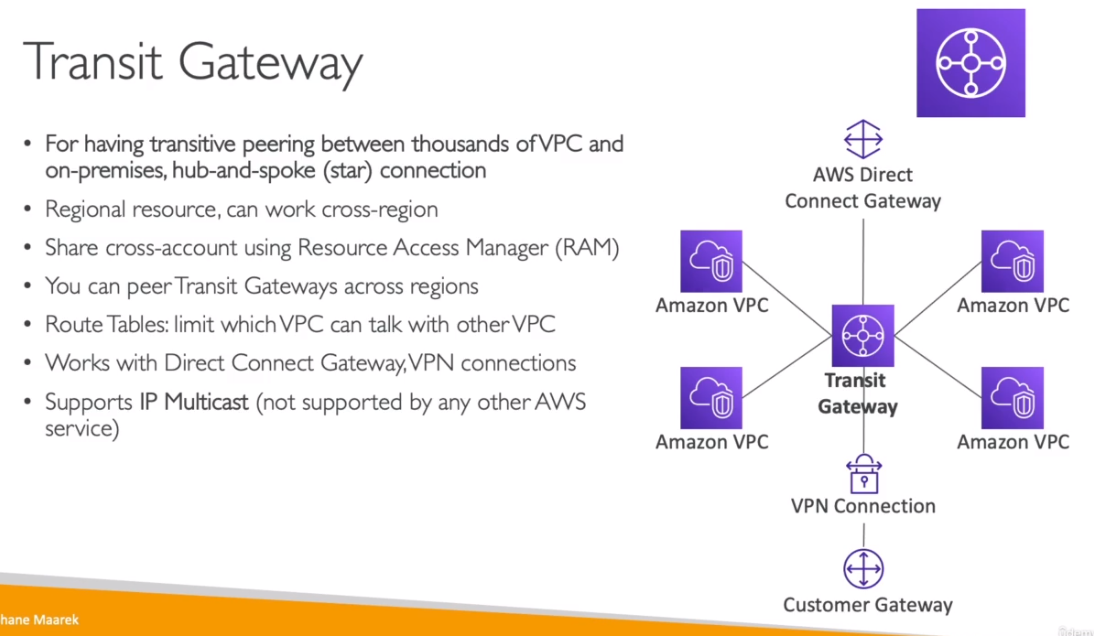 Transit Gateway
• For having transitive peering between thousands of VPC and
on-premises, hub-and-spoke (star) connection
• Regional resource, can work cross-region
• Share cross-account using Resource Access Manager (RAM)
• You can peer Transit Gateways across regions
• Route Tables: limit which VPC can talk with other VPC
• Works with Direct Connect Gateway, VPN connections
• Supports IP Multicast (not supported by any other AWS
service)
AWS Direct
Connect Gateway
Amazon VPC
Amazon VPC
Transit
Gateway
Amazon VPC
Amazon VPC
VPN Connection
Customer Gateway
hane Maarek